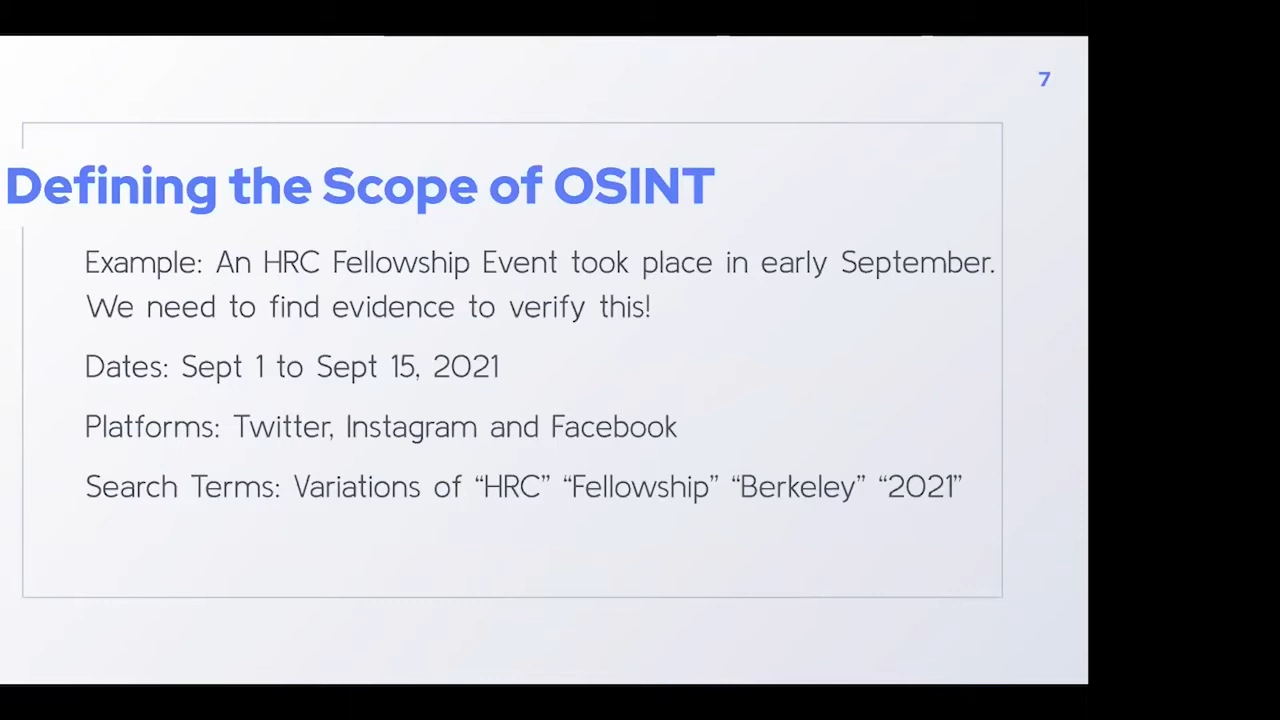 7
Defining the Scope of OSINT
Example: An HRC Fellowship Event took place in early September.
We need to find evidence to verify this!
Dates: Sept 1 to Sept 15, 2021
Platforms: Twitter, Instagram and Facebook
Search Terms: Variations of “HRC” “Fellowship” “Berkeley” “2021”